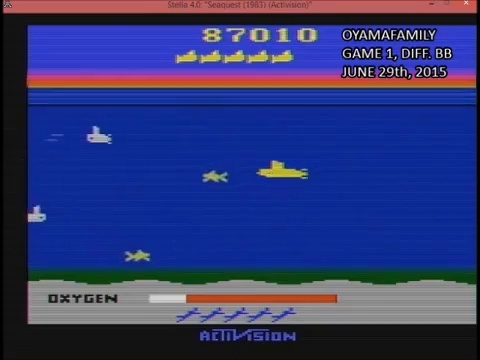 Stella 4.0: "Seaquest (1983) (Activision)"
87010
OYAMAFAMILY
GAME 1, DIFF. BB
JUNE 29th, 2015
OXYGEN
ACTIVISION